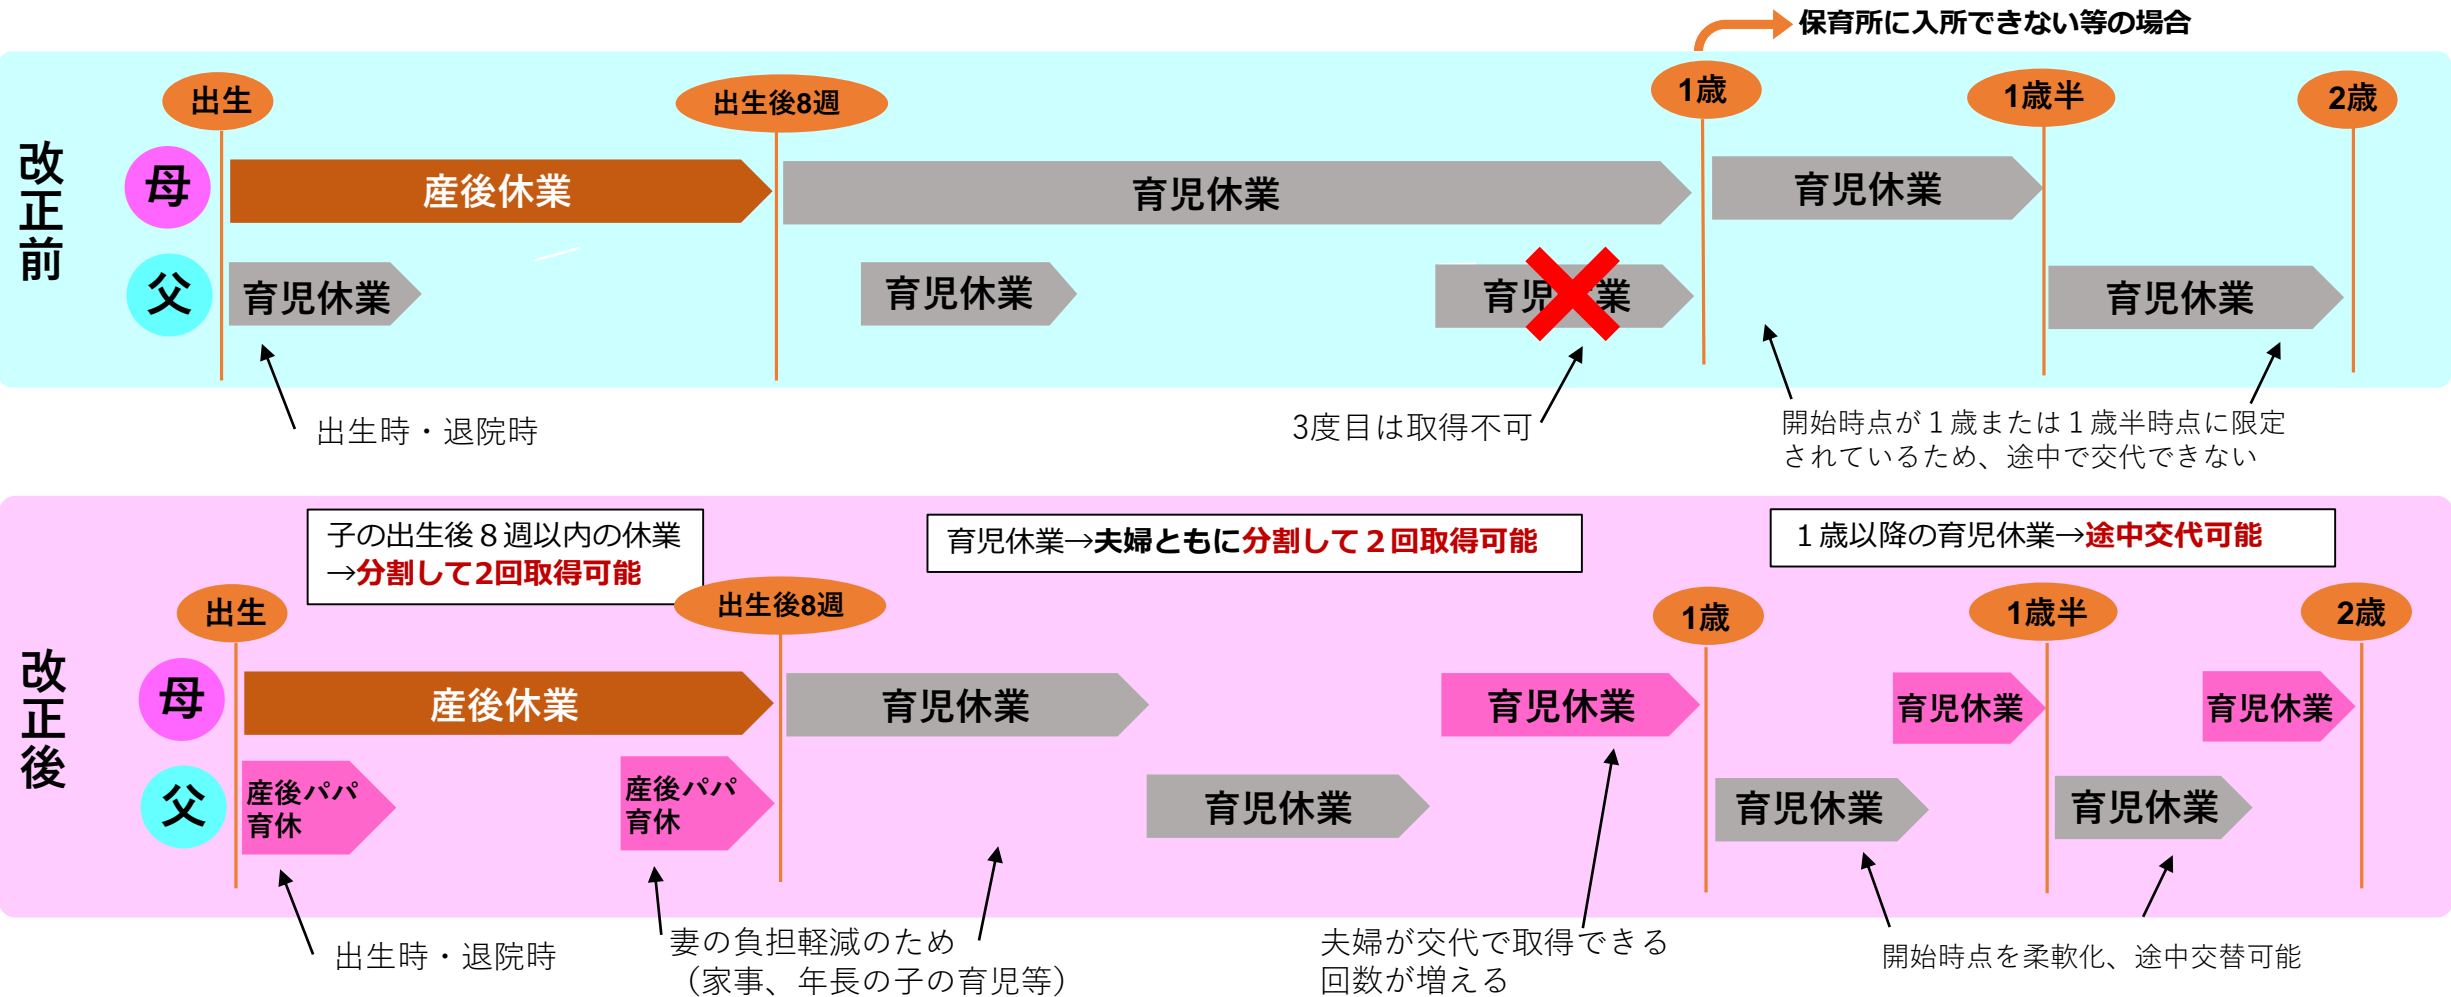 保育所に入所できない等の場合
改正前
出生
出生後8週
1歳
1歳半
2歳
母
産後休業
育児休業
育児休業
父
育児休業
育児休業
育児休業
育児休業
出生時・退院時
3度目は取得不可
開始時点が１歳または１歳半時点に限定
されているため、途中で交代できない
改正後
子の出生後８週以内の休業
→分割して2回取得可能
育児休業→夫婦ともに分割して２回取得可能
１歳以降の育児休業→途中交代可能
出生
出生後8週
1歳
1歳半
2歳
母
産後休業
育児休業
育児休業
育児休業
育児休業
父
産後パパ
育休
産後パパ
育休
育児休業
育児休業
育児休業
出生時・退院時
妻の負担軽減のため
（家事、年長の子の育児等）
夫婦が交代で取得できる
回数が増える
開始時点を柔軟化、途中交替可能